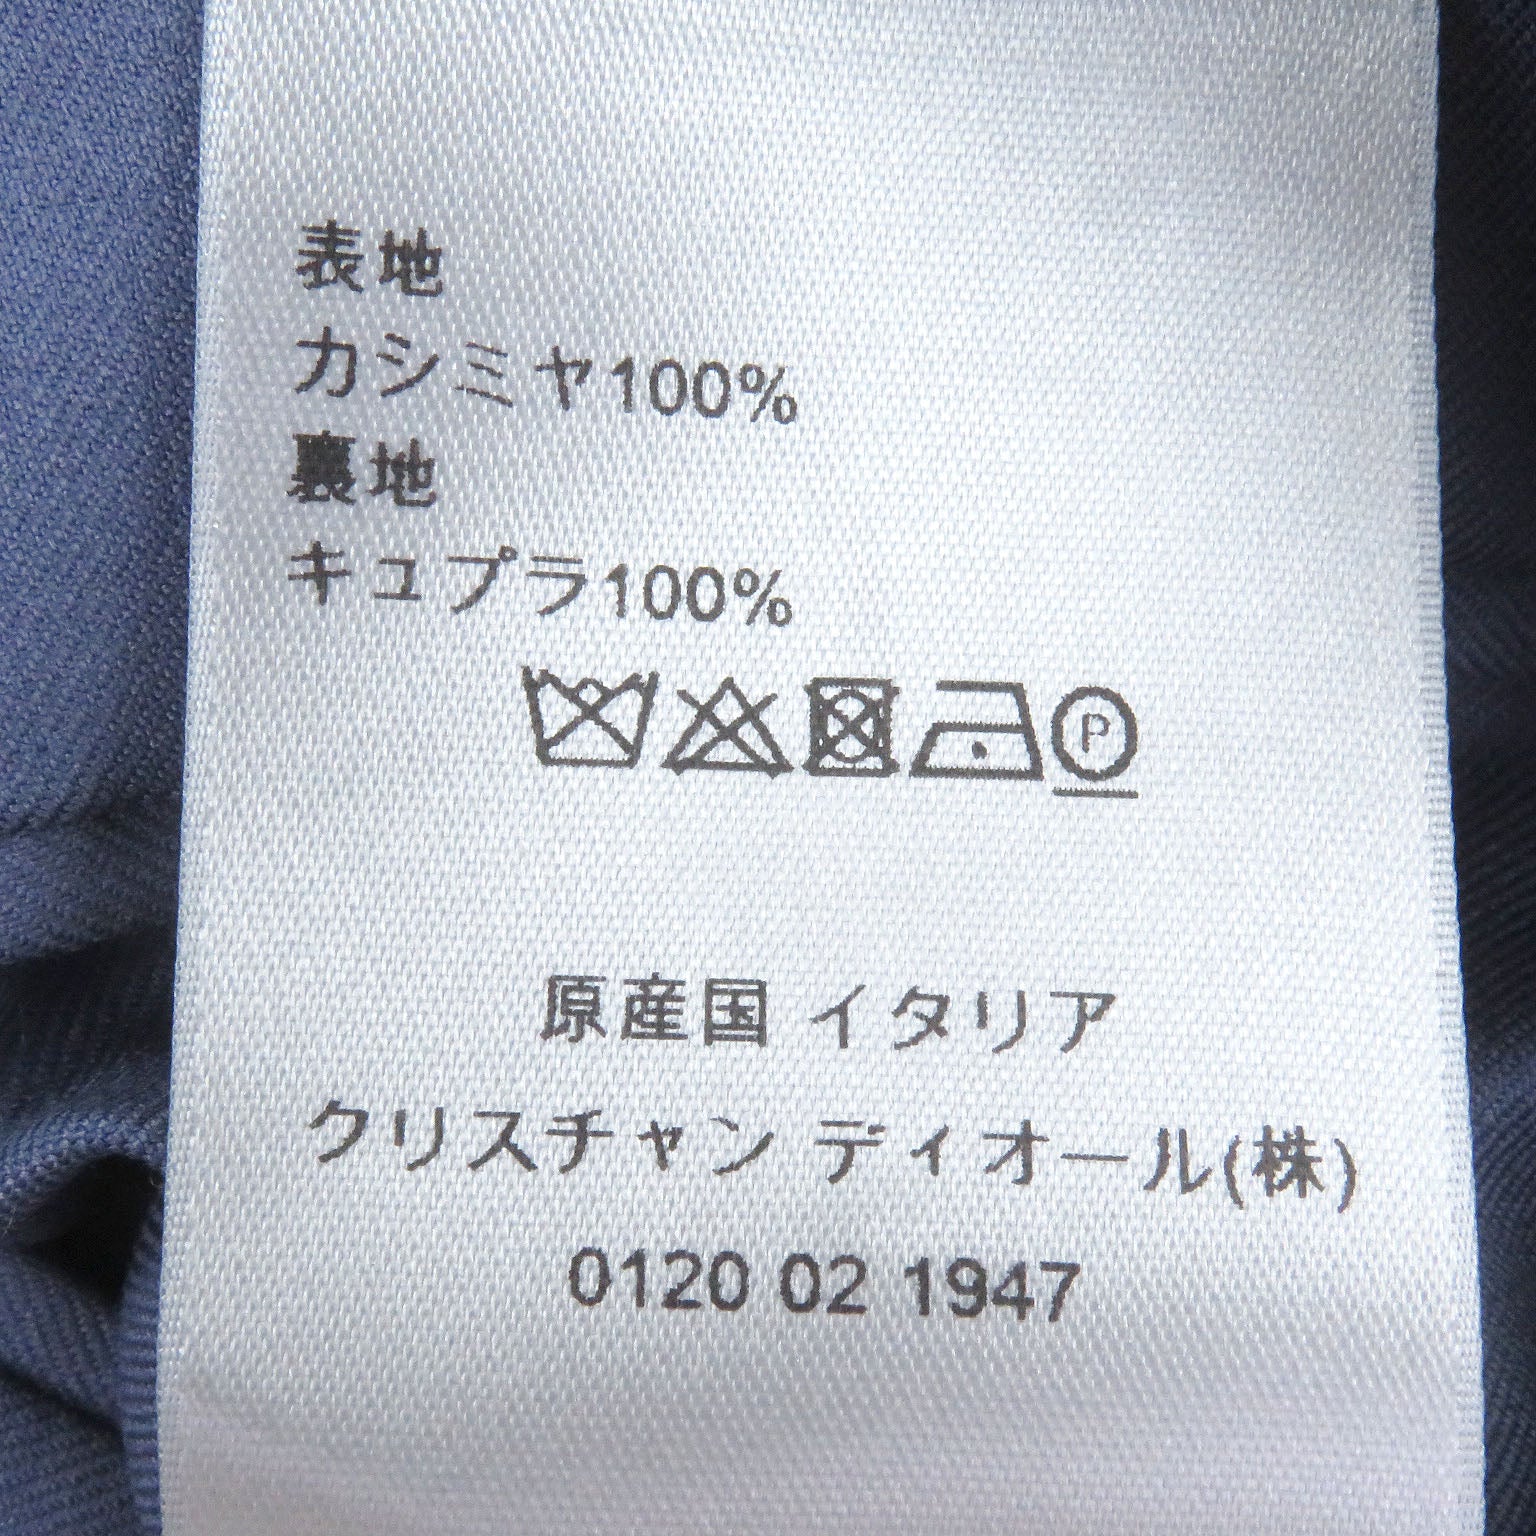 表地
カシミヤ100%
裏地
キュプラ100%
P
原産国 イタリア
クリスチャン ディオール(株)
0120 02 1947